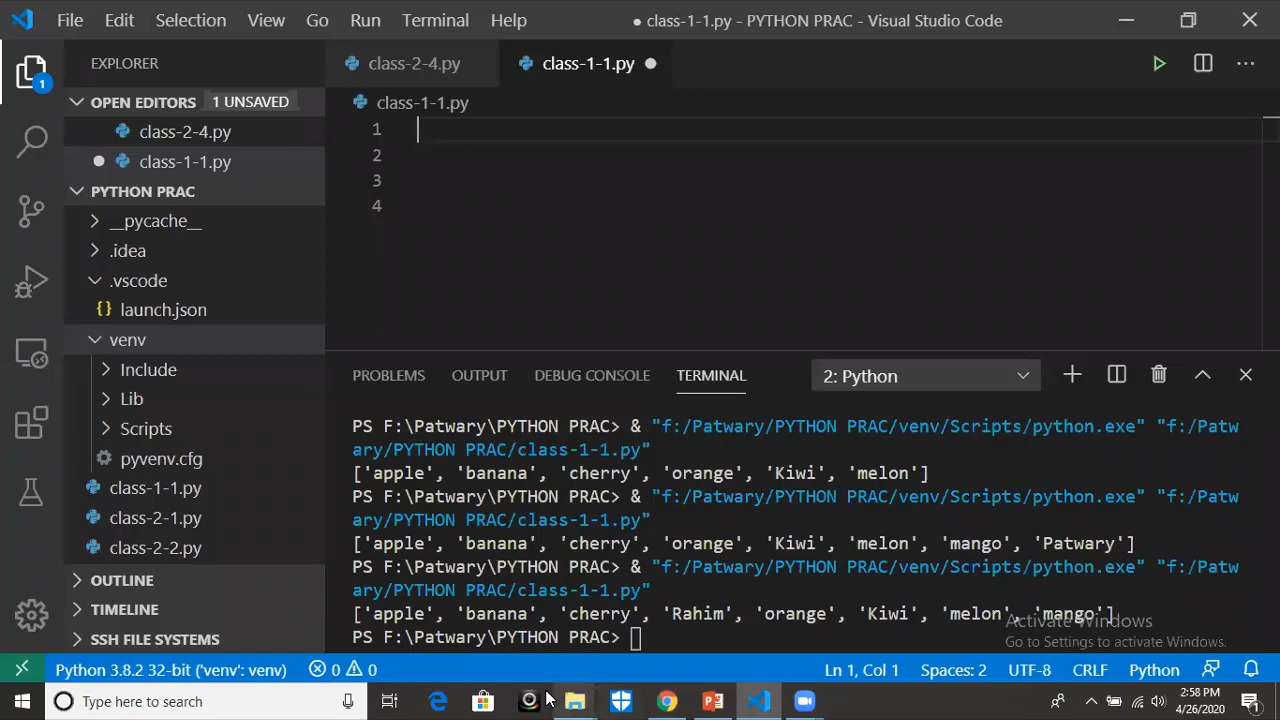 File Edit Selection View Go Run Terminal Help
● class-1-1.py - PYTHON PRAC - Visual Studio Code
EXPLORER
class-2-4.py
class-1-1.py
OPEN EDITORS 1 UNSAVED
class-1-1.py
class-2-4.py
class-1-1.py
PYTHON PRAC
__pycache__
.idea
.vscode
{} launch.json
venv
Include
Lib
Scripts
pyvenv.cfg
class-1-1.py
class-2-1.py
class-2-2.py
OUTLINE
TIMELINE
SSH FILE SYSTEMS
1
1
2
3
4
PROBLEMS OUTPUT DEBUG CONSOLE TERMINAL 2: Python
PS F:\Patwary\PYTHON PRAC> & "f:/Patwary/PYTHON PRAC/venv/Scripts/python.exe" "f:/Patw
ary/PYTHON PRAC/class-1-1.py"
['apple', 'banana', 'cherry', 'orange', 'Kiwi', 'melon']
PS F:\Patwary\PYTHON PRAC> & "f:/Patwary/PYTHON PRAC/venv/Scripts/python.exe" "f:/Patw
ary/PYTHON PRAC/class-1-1.py"
['apple', 'banana', 'cherry', 'orange', 'Kiwi', 'melon', 'mango', 'Patwary']
PS F:\Patwary\PYTHON PRAC> & "f:/Patwary/PYTHON PRAC/venv/Scripts/python.exe" "f:/Patw
ary/PYTHON PRAC/class-1-1.py"
['apple', 'banana', 'cherry', 'Rahim', 'orange', 'Kiwi', 'melon', 'mango']
PS F:\Patwary\PYTHON PRAC>
Activate Windows
Go to Settings to activate Windows.
Python 3.8.2 32-bit ('venv': venv) 0 0 Ln 1, Col 1 Spaces: 2 UTF-8 CRLF Python
Type here to search
2:58 PM
4/26/2020
1